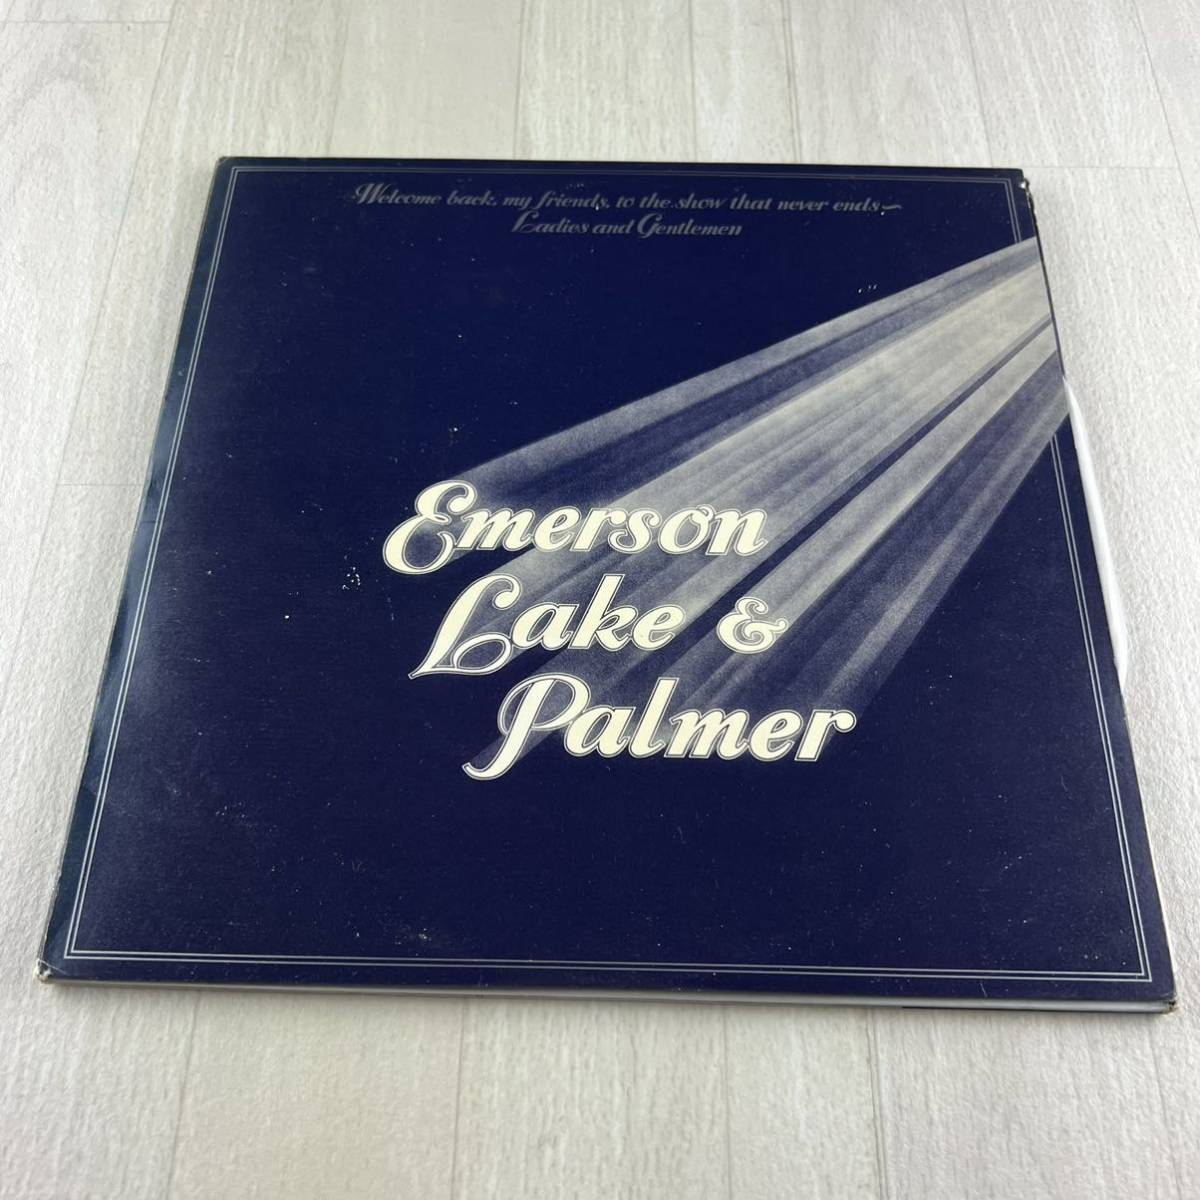 Welcome back, my friends, to the show that never ends~
Ladies and Gentlemen
Emerson
Lake &
Palmer